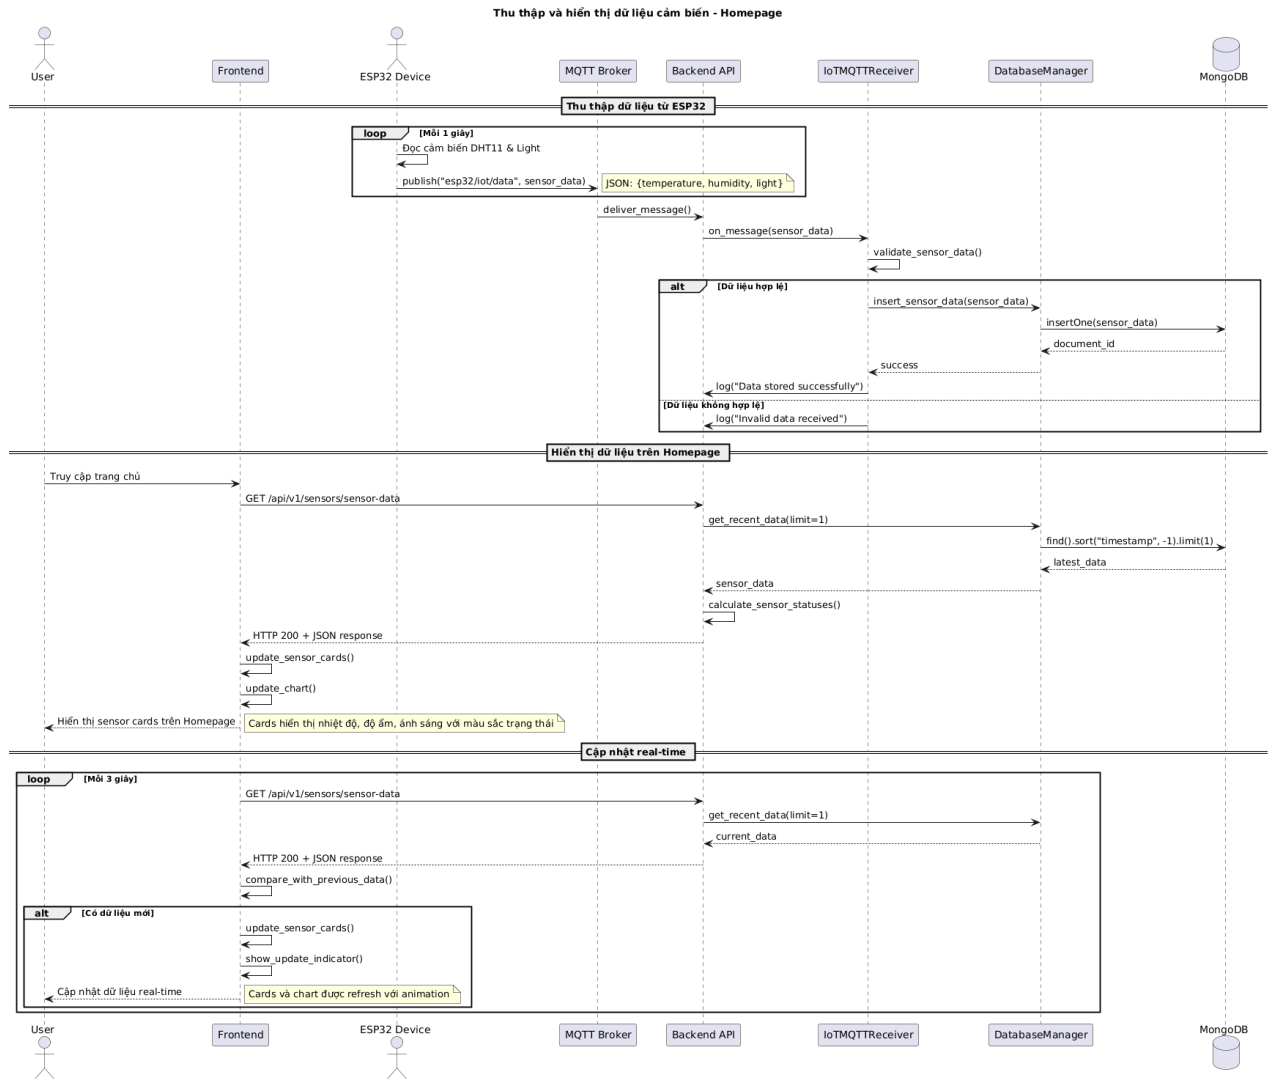 Thu thập và hiển thị dữ liệu cảm biến - Homepage
User
Frontend
ESP32 Device
MQTT Broker
Backend API
IoTMQTTReceiver
DatabaseManager
MongoDB
Thu thập dữ liệu từ ESP32
loop [Mỗi 1 giây]
Đọc cảm biến DHT11 & Light
publish("esp32/iot/data", sensor_data)
JSON: {temperature, humidity, light}
deliver_message()
on_message(sensor_data)
validate_sensor_data()
alt [Dữ liệu hợp lệ]
insert_sensor_data(sensor_data)
insertOne(sensor_data)
document_id
success
log("Data stored successfully")
[Dữ liệu không hợp lệ]
log("Invalid data received")
Hiển thị dữ liệu trên Homepage
Truy cập trang chủ
GET /api/v1/sensors/sensor-data
get_recent_data(limit=1)
find().sort("timestamp", -1).limit(1)
latest_data
sensor_data
calculate_sensor_statuses()
HTTP 200 + JSON response
update_sensor_cards()
update_chart()
Hiển thị sensor cards trên Homepage
Cards hiển thị nhiệt độ, độ ẩm, ánh sáng với màu sắc trạng thái
Cập nhật real-time
loop [Mỗi 3 giây]
GET /api/v1/sensors/sensor-data
get_recent_data(limit=1)
current_data
HTTP 200 + JSON response
compare_with_previous_data()
alt [Có dữ liệu mới]
update_sensor_cards()
show_update_indicator()
Cập nhật dữ liệu real-time
Cards và chart được refresh với animation
User
Frontend
ESP32 Device
MQTT Broker
Backend API
IoTMQTTReceiver
DatabaseManager
MongoDB